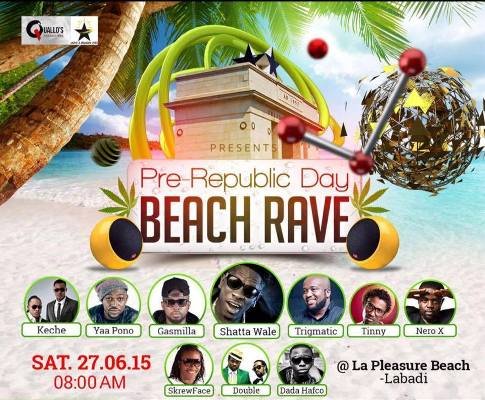 QUALLO'S
PRESENTS
Pre-Republic Day
BEACH RAVE
Keche
Yaa Pono
Gasmilla
Shatta Wale
Trigmatic
Tinny
Nero X
SAT. 27.06.15
08:00 AM
SkrewFace
Double
Dada Hafco
@ La Pleasure Beach
-Labadi